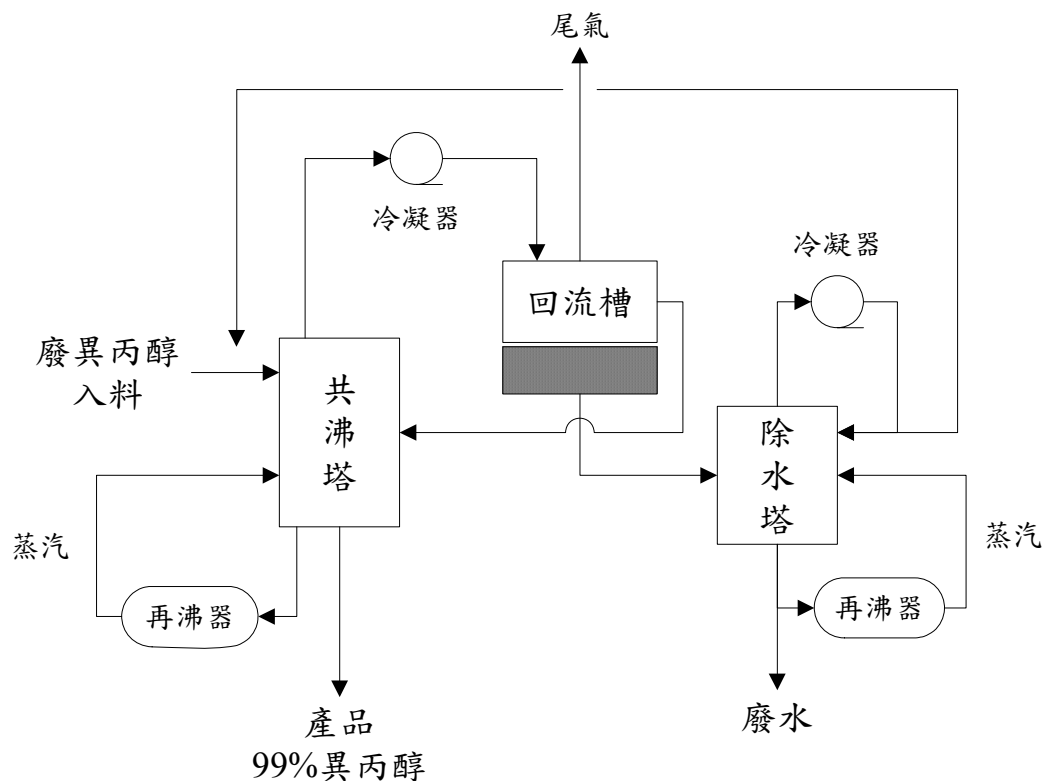 尾氣
冷凝器
冷凝器
回流槽
廢異丙醇
入料
共
沸
塔
除
水
塔
蒸汽
蒸汽
再沸器
再沸器
產品
99%異丙醇
廢水